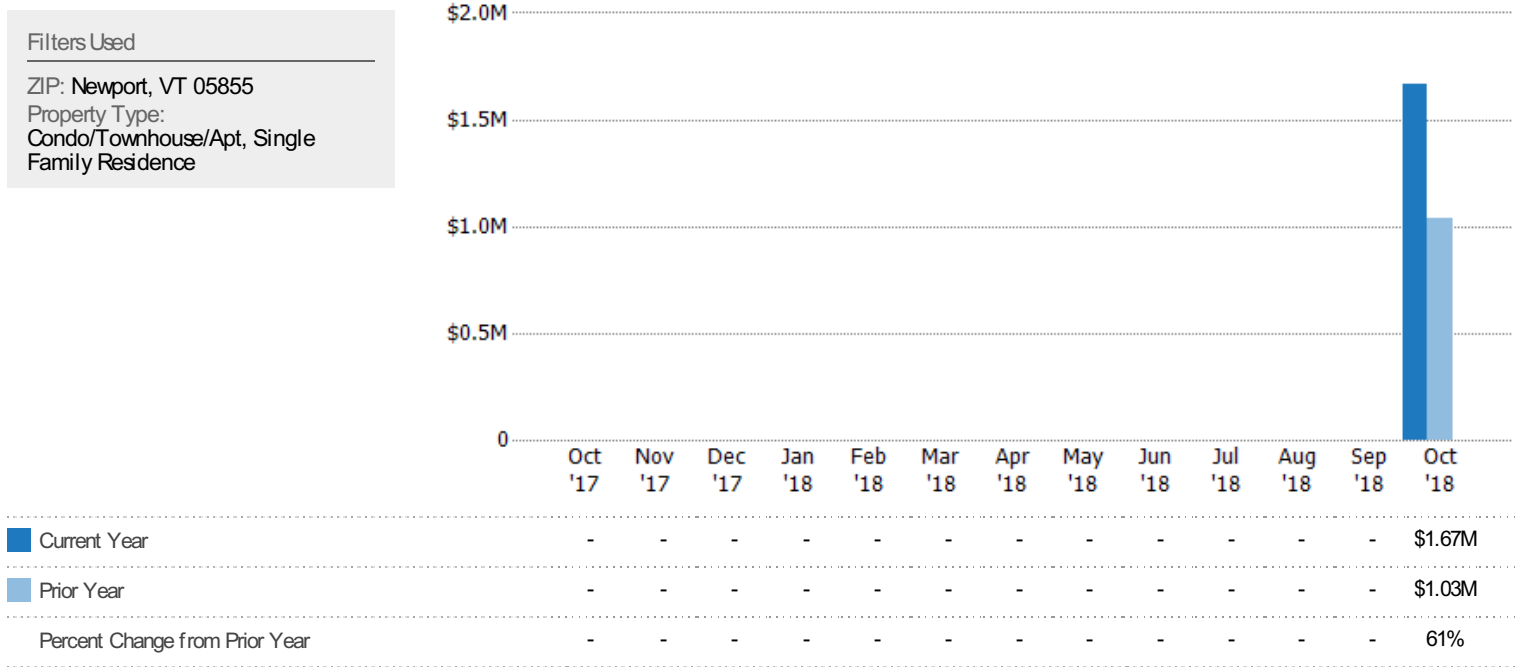 Filters Used
ZIP: Newport, VT 05855
Property Type:
Condo/Townhouse/Apt, Single
Family Residence
$2.0M
$1.5M
$1.0M
$0.5M
0
Oct Nov Dec Jan Feb Mar Apr May Jun Jul Aug Sep Oct
'17 '17 '17 '18 '18 '18 '18 '18 '18 '18 '18 '18 '18
Current Year - - - - - - - - - - - - $1.67M
Prior Year - - - - - - - - - - - - $1.03M
Percent Change from Prior Year - - - - - - - - - - - - 61%